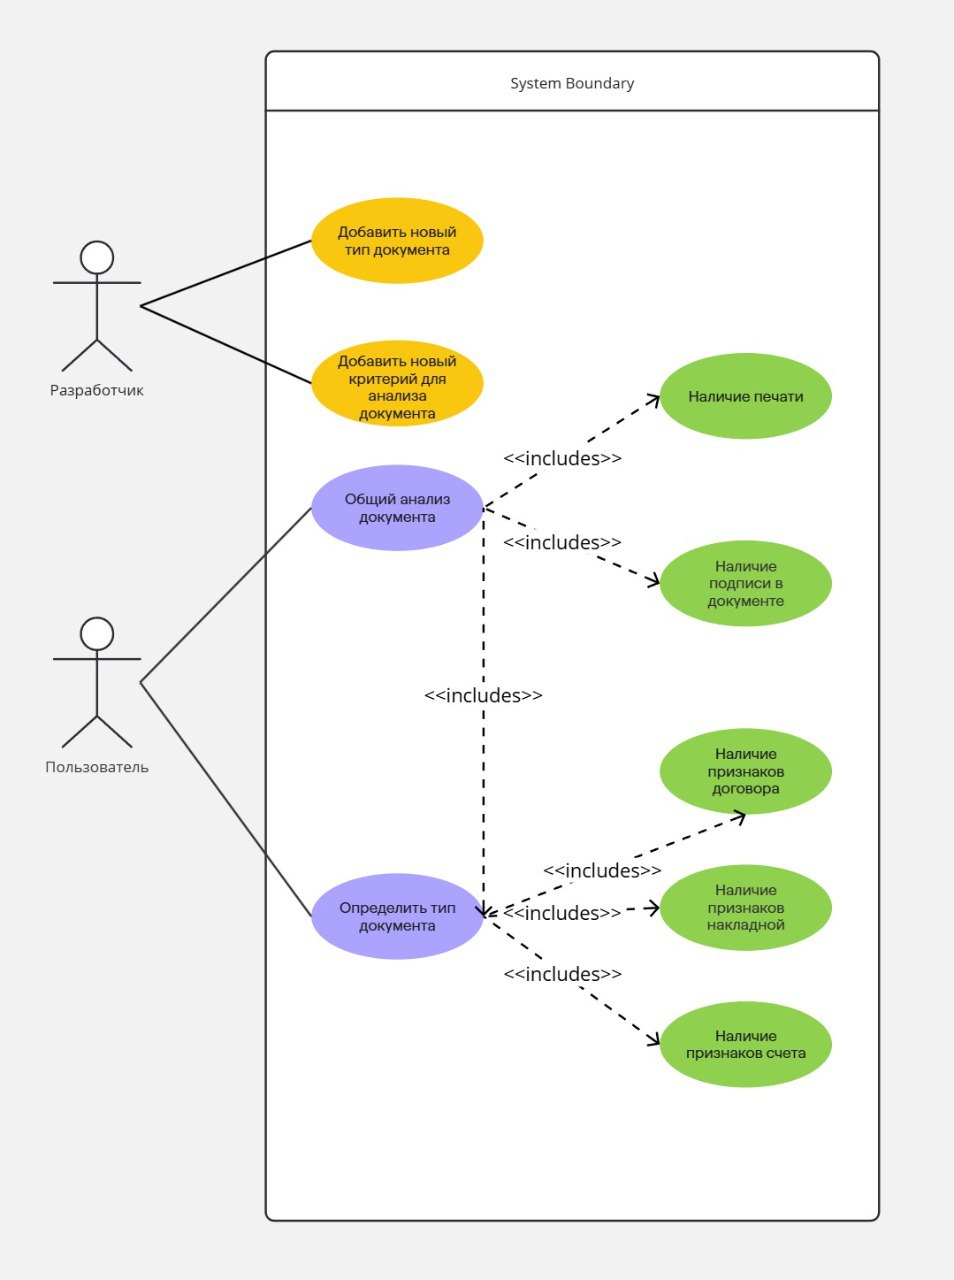 System Boundary
Добавить новый
тип документа
Разработчик
Добавить новый
критерий для
анализа
документа
Наличие печати
<<includes>>
Общий анализ
документа
<<includes>>
Наличие
подписи в
документе
<<includes>>
Пользователь
Наличие
признаков
договора
<<includes>>
Определить тип
документа
<<includes>>
Наличие
признаков
накладной
<<includes>>
Наличие
признаков счета